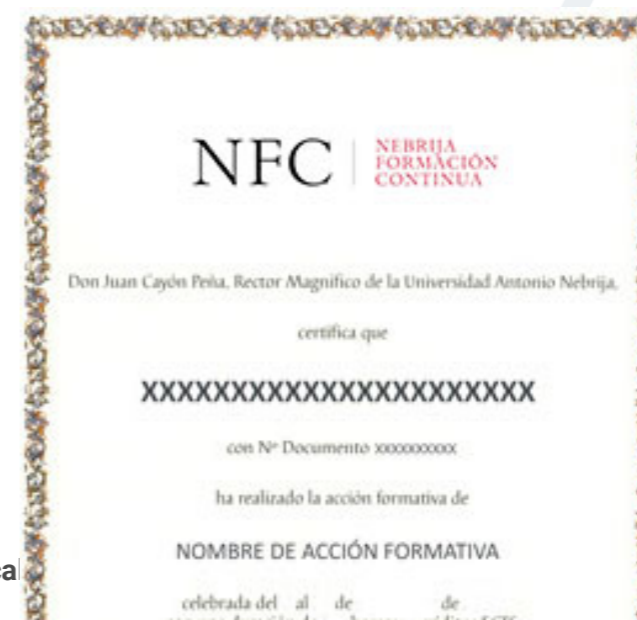 NFC
NEBRIJA
FORMACIÓN
CONTINUA
Don Juan Cayón Peña, Rector Magnífico de la Universidad Antonio Nebrija,
certifica que
XXXXXXXXXXXXXXXXXXXXXX
con Nº Documento xxxxxxxxxx
ha realizado la acción formativa de
NOMBRE DE ACCIÓN FORMATIVA
cal
celebrada del al de de